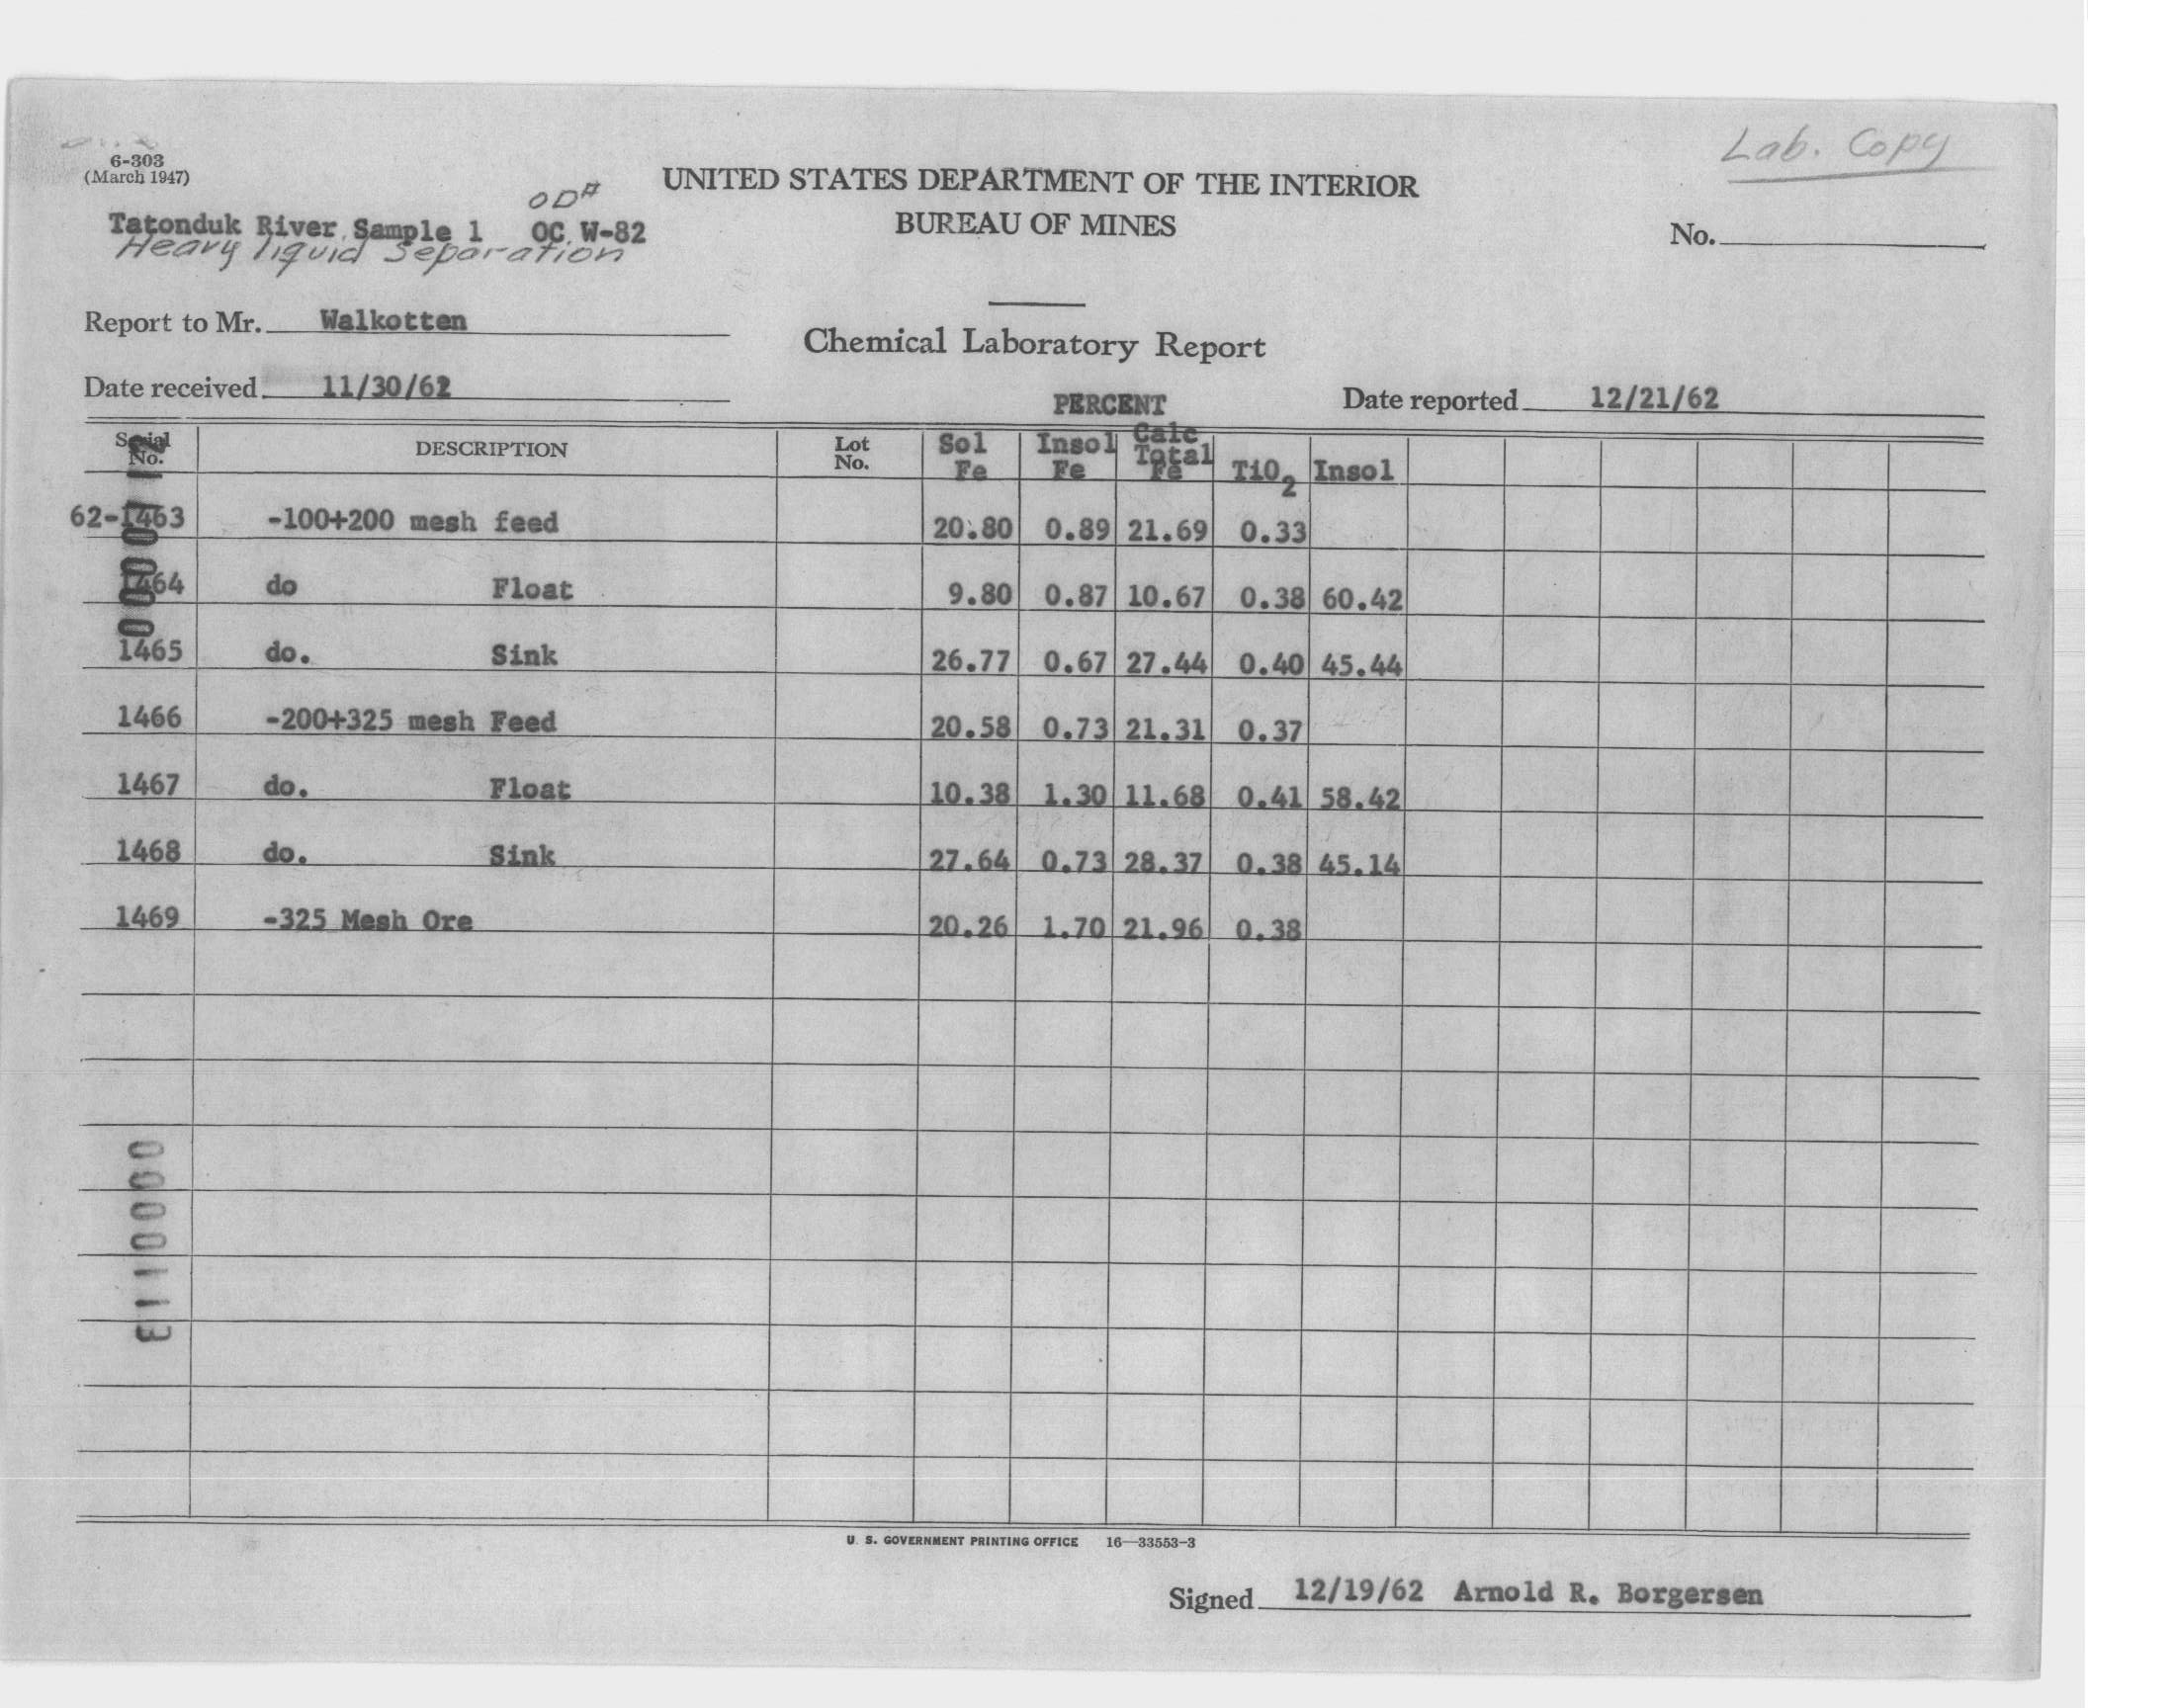 Lab. Copy
6-303
(March 1947)
UNITED STATES DEPARTMENT OF THE INTERIOR
BUREAU OF MINES
OD#
Tatonduk River Sample 1 OC W-82
Heavy liquid separation
No.
Report to Mr. Walkotten
Chemical Laboratory Report
Date received 11/30/62
PERCENT
Date reported 12/21/62
Serial No. DESCRIPTION Lot No. Sol Fe Insol Fe Calc Total Fe TiO2 Insol
62-1463 -100+200 mesh feed 20.80 0.89 21.69 0.33
1464 do Float 9.80 0.87 10.67 0.38 60.42
1465 do. Sink 26.77 0.67 27.44 0.40 45.44
1466 -200+325 mesh Feed 20.58 0.73 21.31 0.37
1467 do. Float 10.38 1.30 11.68 0.41 58.42
1468 do. Sink 27.64 0.73 28.37 0.38 45.14
1469 -325 Mesh Ore 20.26 1.70 21.96 0.38
0000113
U. S. GOVERNMENT PRINTING OFFICE 16—33553-3
Signed 12/19/62 Arnold R. Borgersen